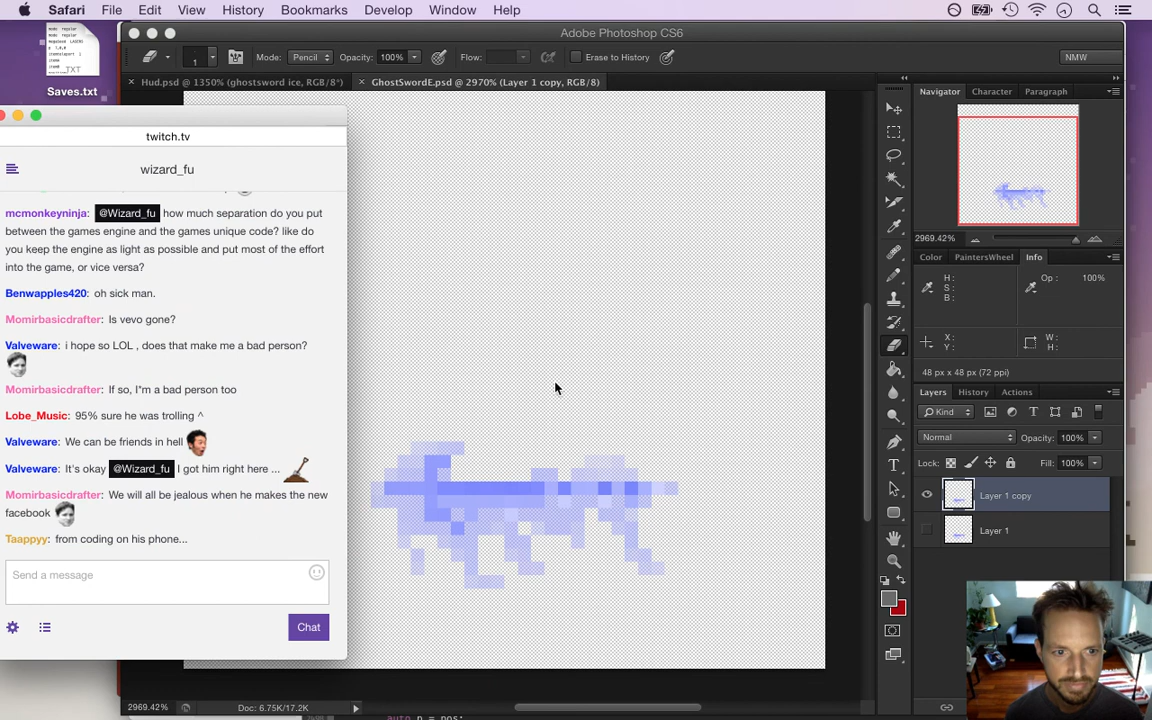 Safari File Edit View History Bookmarks Develop Window Help
Adobe Photoshop CS6
1 Mode: Pencil Opacity: 100% Flow: Erase to History NMW
Hud.psd @ 1350% (ghostsword ice, RGB/8*) GhostSwordE.psd @ 2970% (Layer 1 copy, RGB/8)
TXT
Saves.txt
twitch.tv
wizard_fu
mcmonkeyninja: @Wizard_fu how much separation do you put
between the games engine and the games unique code? like do
you keep the engine as light as possible and put most of the effort
into the game, or vice versa?
Benwapples420: oh sick man.
Momirbasicdrafter: Is vevo gone?
Valveware: i hope so LOL , does that make me a bad person?
Momirbasicdrafter: If so, I"m a bad person too
Lobe_Music: 95% sure he was trolling ^
Valveware: We can be friends in hell
Valveware: It's okay @Wizard_fu I got him right here ...
Momirbasicdrafter: We will all be jealous when he makes the new
facebook
Taappyy: from coding on his phone...
Send a message
Chat
Navigator Character Paragraph
2969.42%
Color PaintersWheel Info
H: Op: 100%
S:
B:
X: W:
Y: H:
48 px x 48 px (72 ppi)
Layers History Actions
Kind
Normal Opacity: 100%
Lock: Fill: 100%
Layer 1 copy
Layer 1
2969.42% Doc: 6.75K/17.2K
auto p = pos;